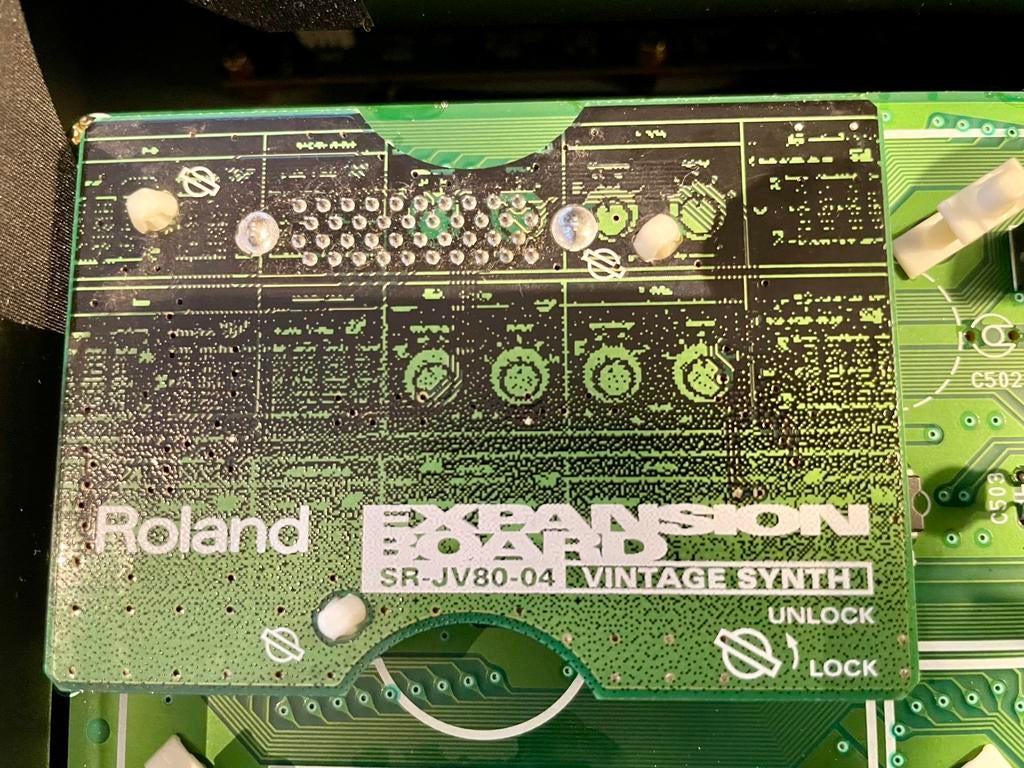 Roland
EXPANSION
BOARD
SR-JV80-04 VINTAGE SYNTH
UNLOCK
LOCK
C502
C503